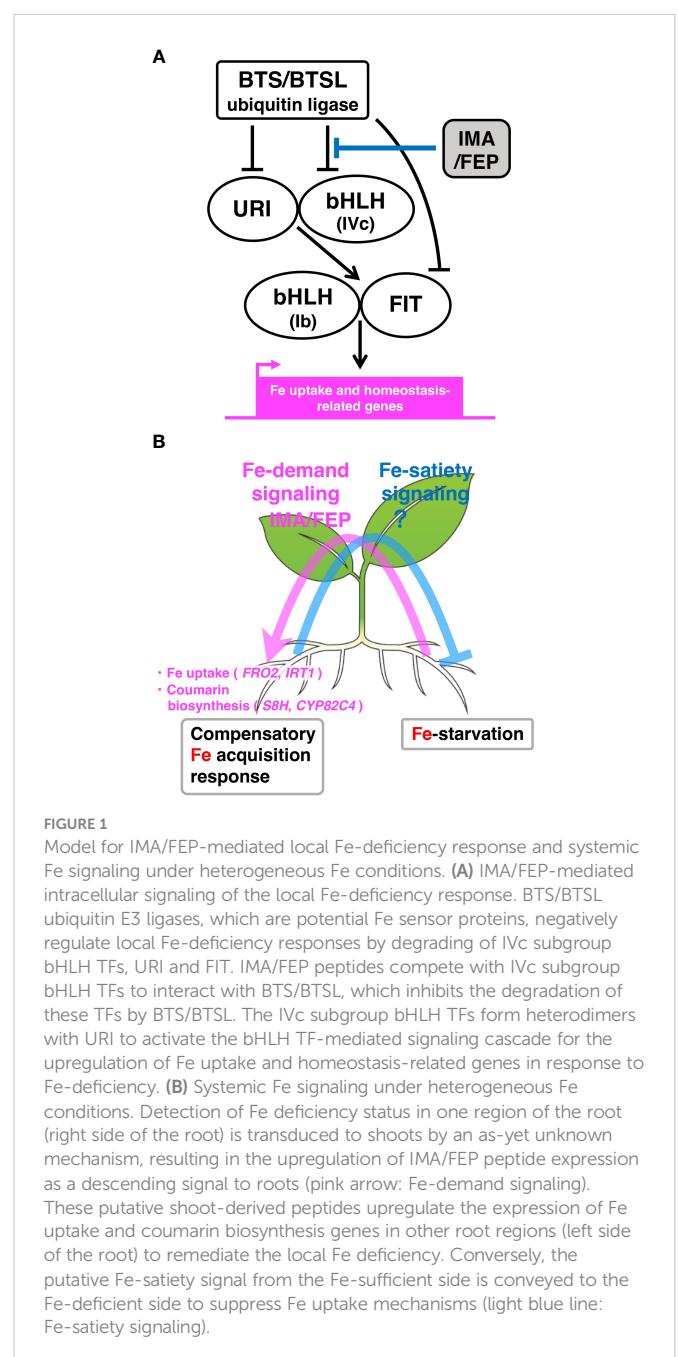 A
BTS/BTSL
ubiquitin ligase
IMA
/FEP
URI
bHLH
(IVc)
bHLH
(Ib)
FIT
Fe uptake and homeostasis-
related genes
B
Fe-demand
signaling
IMA/FEP
Fe-satiety
signaling
?
・Fe uptake ( FRO2, IRT1 )
・Coumarin
biosynthesis ( S8H, CYP82C4 )
Compensatory
Fe acquisition
response
Fe-starvation
FIGURE 1
Model for IMA/FEP-mediated local Fe-deficiency response and systemic
Fe signaling under heterogeneous Fe conditions. (A) IMA/FEP-mediated
intracellular signaling of the local Fe-deficiency response. BTS/BTSL
ubiquitin E3 ligases, which are potential Fe sensor proteins, negatively
regulate local Fe-deficiency responses by degrading of IVc subgroup
bHLH TFs, URI and FIT. IMA/FEP peptides compete with IVc subgroup
bHLH TFs to interact with BTS/BTSL, which inhibits the degradation of
these TFs by BTS/BTSL. The IVc subgroup bHLH TFs form heterodimers
with URI to activate the bHLH TF-mediated signaling cascade for the
upregulation of Fe uptake and homeostasis-related genes in response to
Fe-deficiency. (B) Systemic Fe signaling under heterogeneous Fe
conditions. Detection of Fe deficiency status in one region of the root
(right side of the root) is transduced to shoots by an as-yet unknown
mechanism, resulting in the upregulation of IMA/FEP peptide expression
as a descending signal to roots (pink arrow: Fe-demand signaling).
These putative shoot-derived peptides upregulate the expression of Fe
uptake and coumarin biosynthesis genes in other root regions (left side
of the root) to remediate the local Fe deficiency. Conversely, the
putative Fe-satiety signal from the Fe-sufficient side is conveyed to the
Fe-deficient side to suppress Fe uptake mechanisms (light blue line:
Fe-satiety signaling).